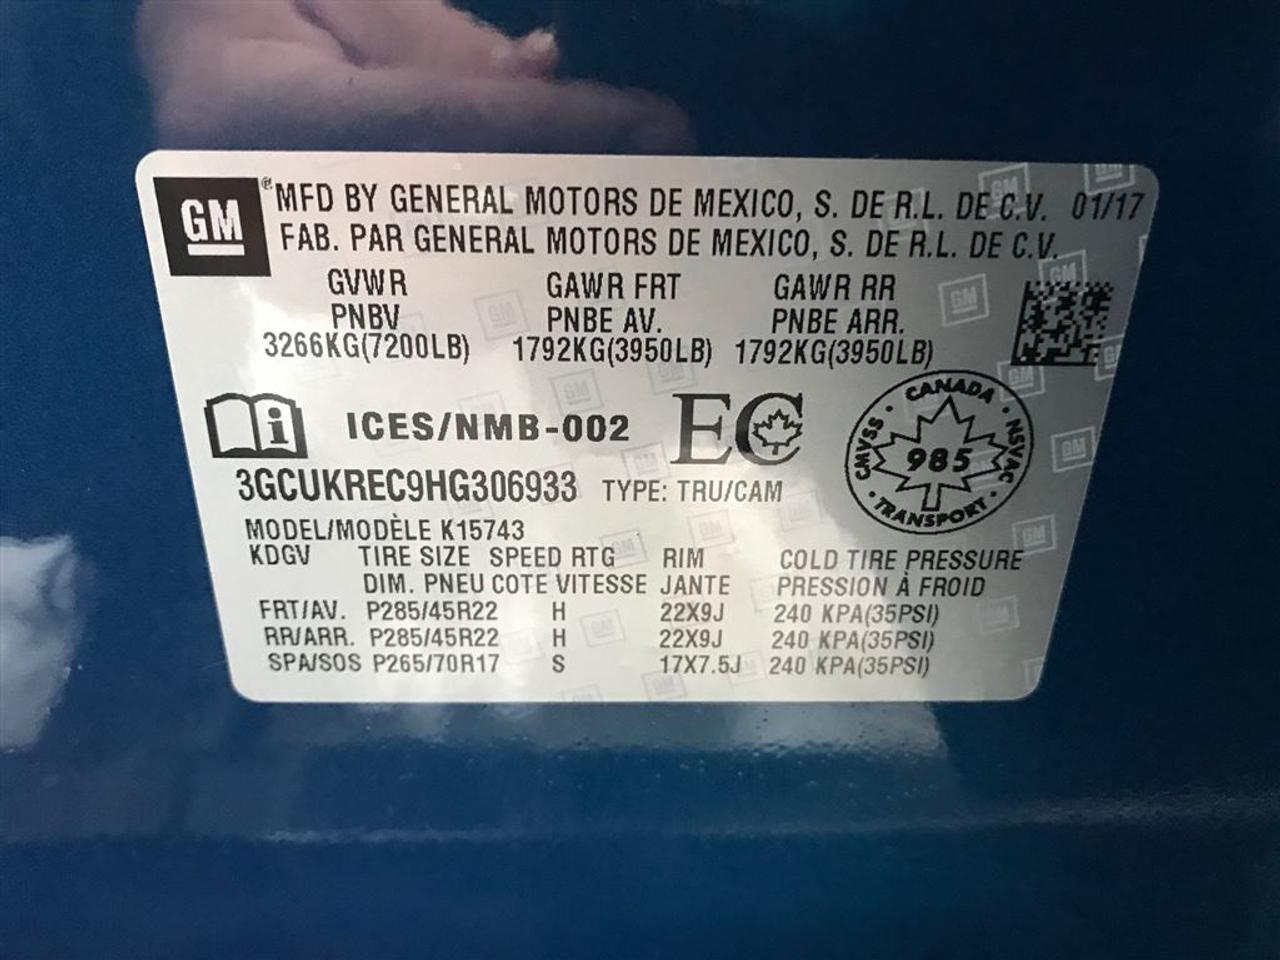 GM ® MFD BY GENERAL MOTORS DE MEXICO, S. DE R.L. DE C.V. 01/17
FAB. PAR GENERAL MOTORS DE MEXICO, S. DE R.L. DE C.V.
GVWR GAWR FRT GAWR RR
PNBV PNBE AV. PNBE ARR.
3266KG(7200LB) 1792KG(3950LB) 1792KG(3950LB)
i ICES/NMB-002 EC
CANADA
CMVSS · 985 · NSVAC
· TRANSPORT ·
3GCUKREC9HG306933 TYPE: TRU/CAM
MODEL/MODÈLE K15743
KDGV TIRE SIZE SPEED RTG RIM COLD TIRE PRESSURE
DIM. PNEU COTE VITESSE JANTE PRESSION À FROID
FRT/AV. P285/45R22 H 22X9J 240 KPA(35PSI)
RR/ARR. P285/45R22 H 22X9J 240 KPA(35PSI)
SPA/SOS P265/70R17 S 17X7.5J 240 KPA(35PSI)